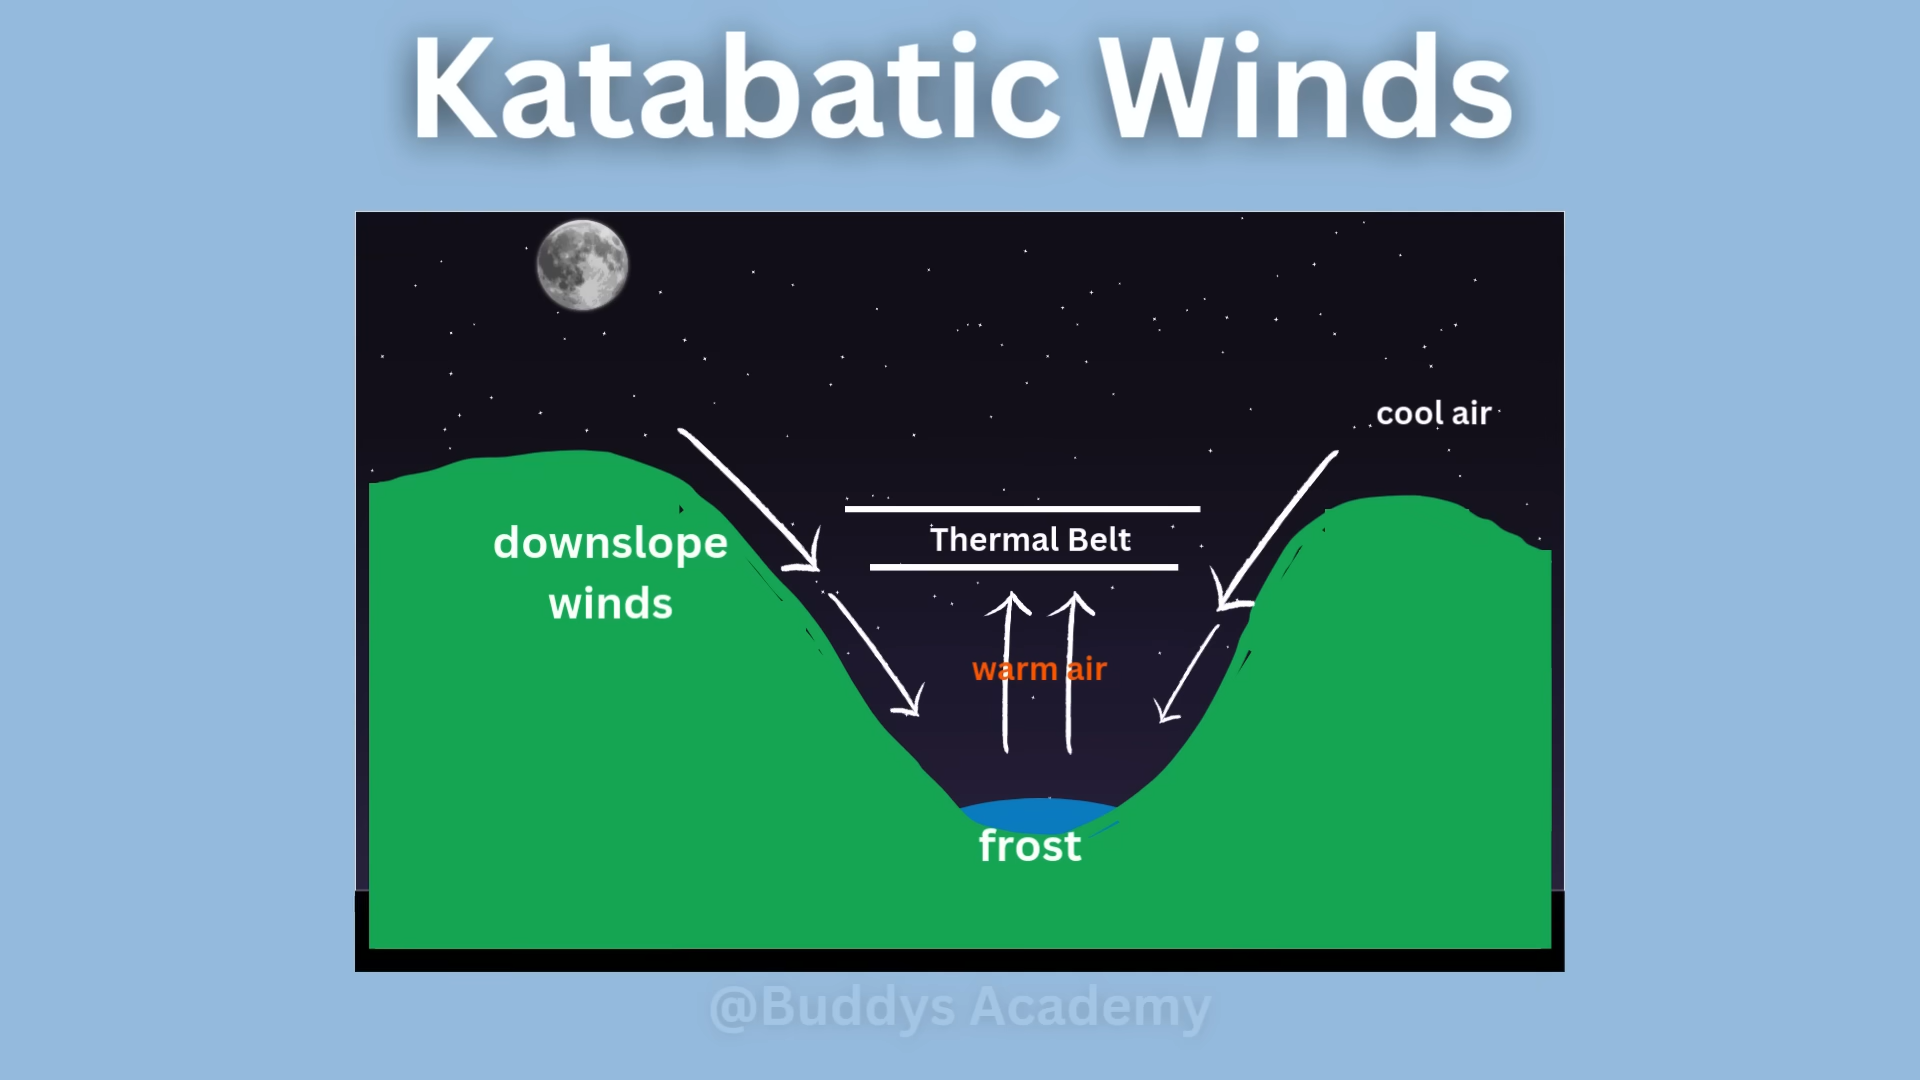 Katabatic Winds
cool air
Thermal Belt
downslope
winds
warm air
frost
@Buddys Academy